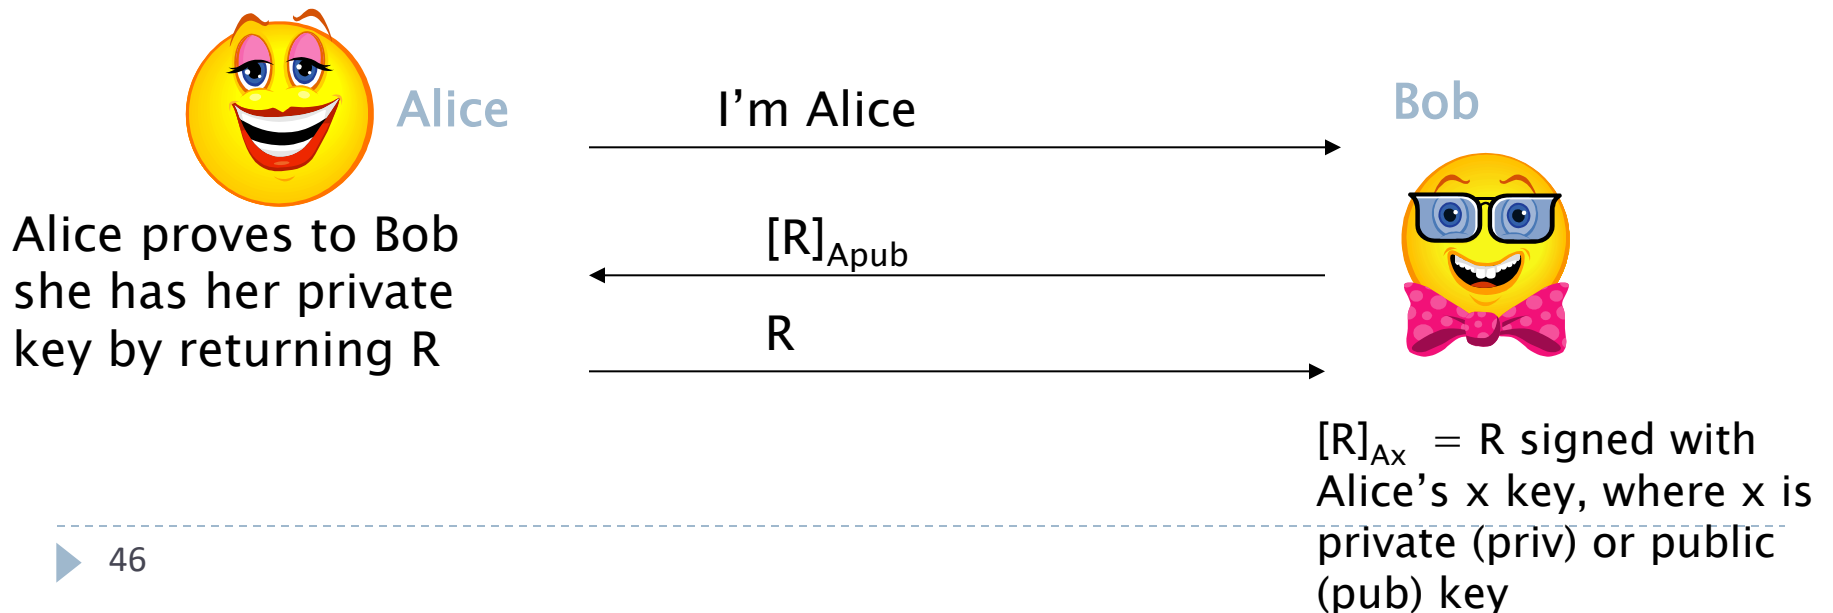 Alice
I’m Alice
Bob
Alice proves to Bob
she has her private
key by returning R
[R]Apub
R
[R]Ax = R signed with
Alice’s x key, where x is
private (priv) or public
(pub) key
46